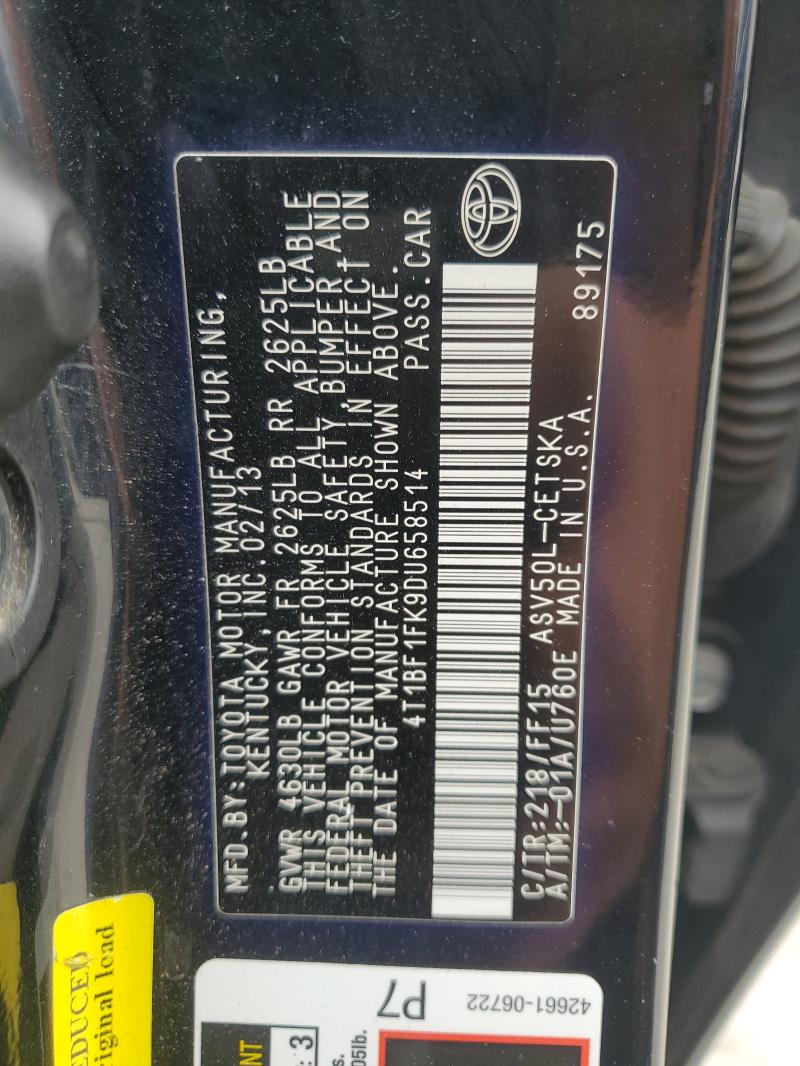 MFD.BY:TOYOTA MOTOR MANUFACTURING,
KENTUCKY, INC. 02/13
GVWR 4630LB GAWR FR 2625LB RR 2625LB
THIS VEHICLE CONFORMS TO ALL APPLICABLE
FEDERAL MOTOR VEHICLE SAFETY, BUMPER AND
THEFT PREVENTION STANDARDS IN EFFECT ON
THE DATE OF MANUFACTURE SHOWN ABOVE.
4T1BF1FK9DU658514 PASS.CAR
C/TR:218/FF15 ASV50L-CETSKA
A/TM:-01A/U760E MADE IN U.S.A. 89175
P7
42661-06722
3
05lb.